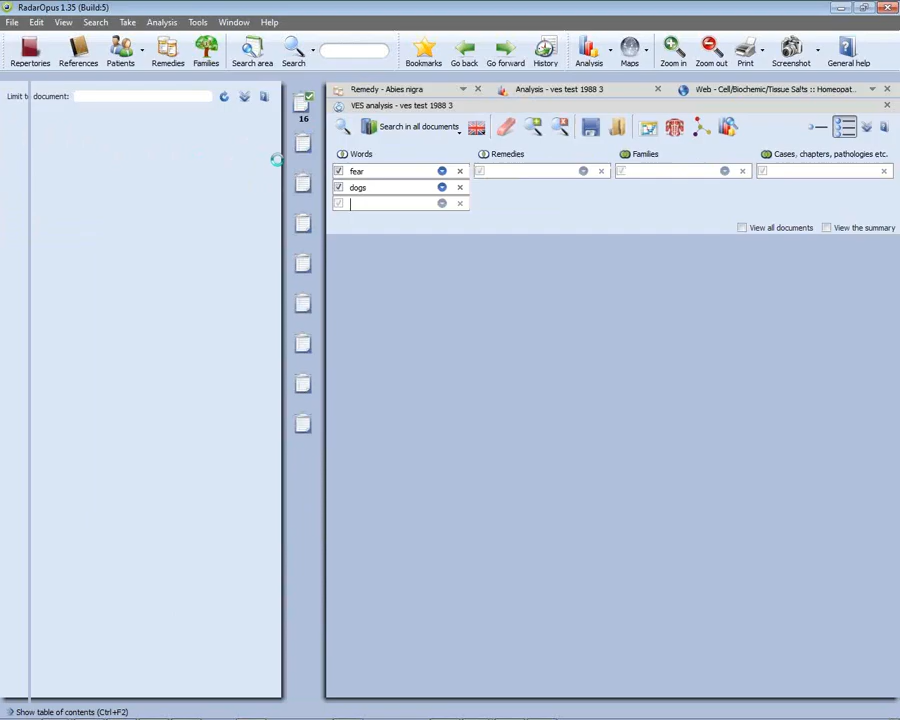 RadarOpus 1.35 (Build:5)
File Edit View Search Take Analysis Tools Window Help
Repertories References Patients Remedies Families Search area Search Bookmarks Go back Go forward History Analysis Maps Zoom in Zoom out Print Screenshot General help
Limit to document:
16
Remedy - Abies nigra
Analysis - ves test 1988 3
Web - Cell/Biochemic/Tissue Salts :: Homeopat..
VES analysis - ves test 1988 3
Search in all documents
Words Remedies Families Cases, chapters, pathologies etc.
fear
dogs
View all documents View the summary
Show table of contents (Ctrl+F2)